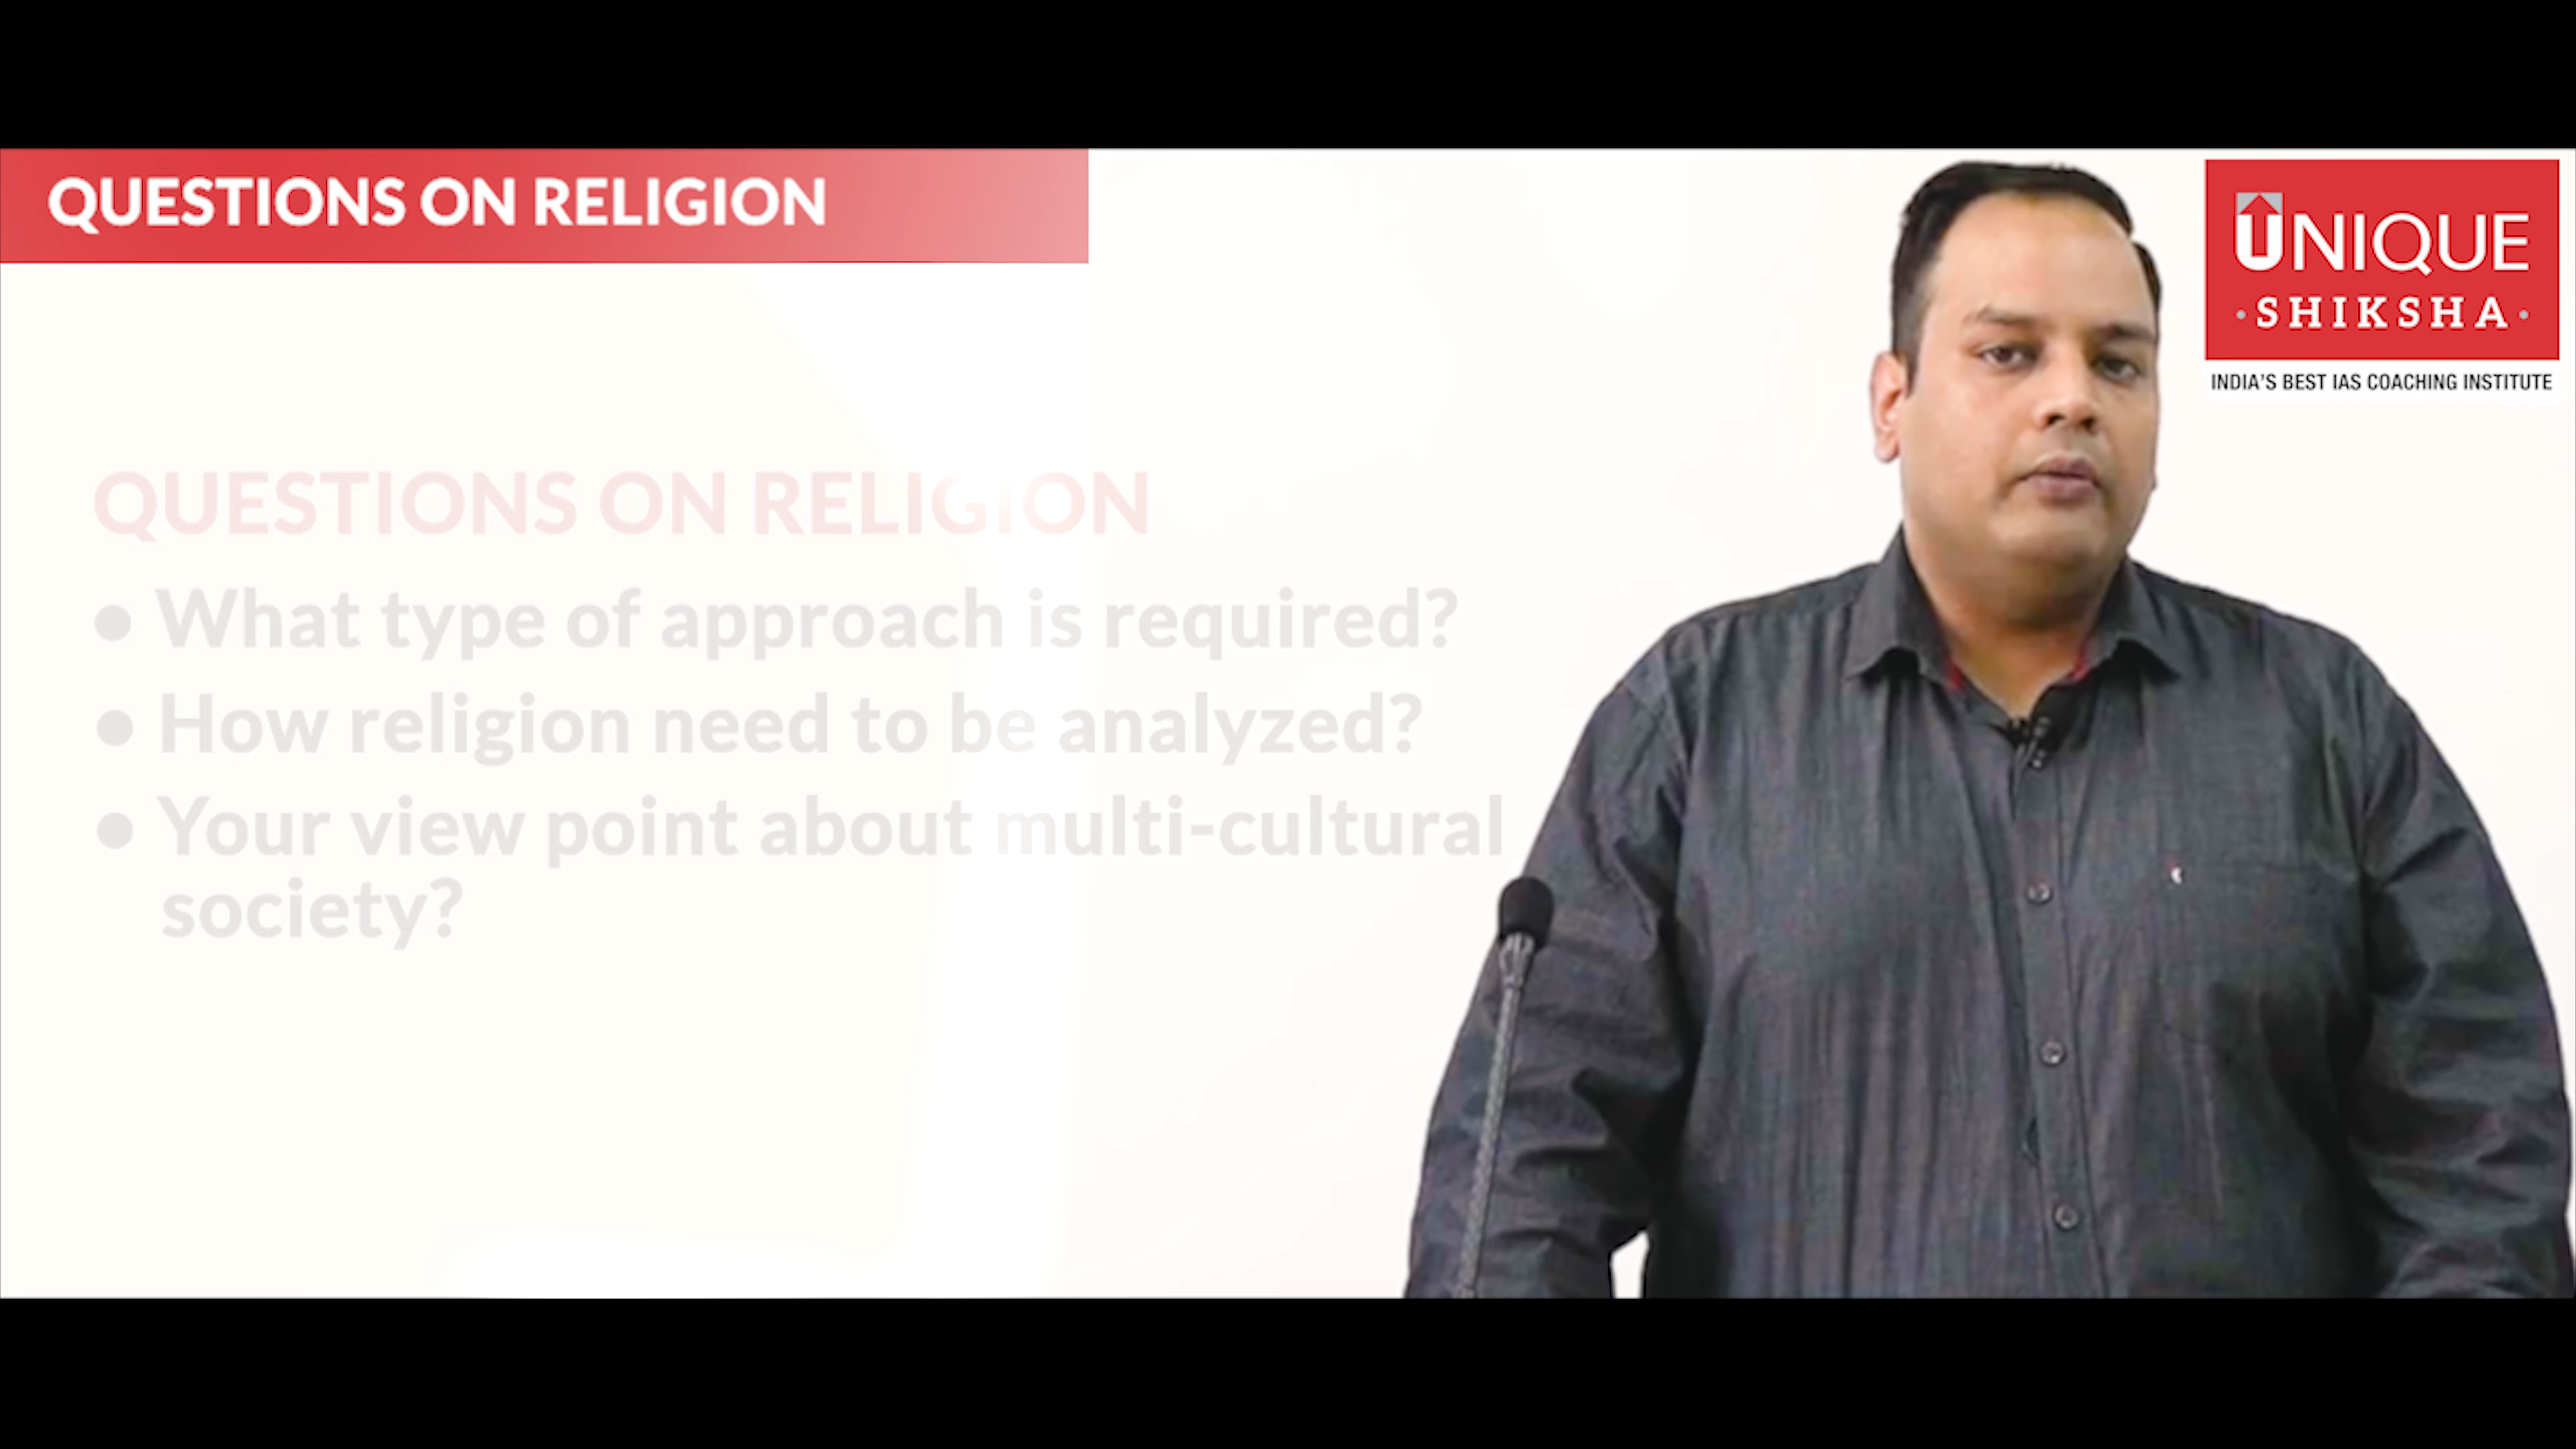 QUESTIONS ON RELIGION
UNIQUE
·SHIKSHA·
INDIA'S BEST IAS COACHING INSTITUTE
QUESTIONS ON RELIGION
● What type of approach is required?
● How religion need to be analyzed?
● Your view point about multi-cultural
society?